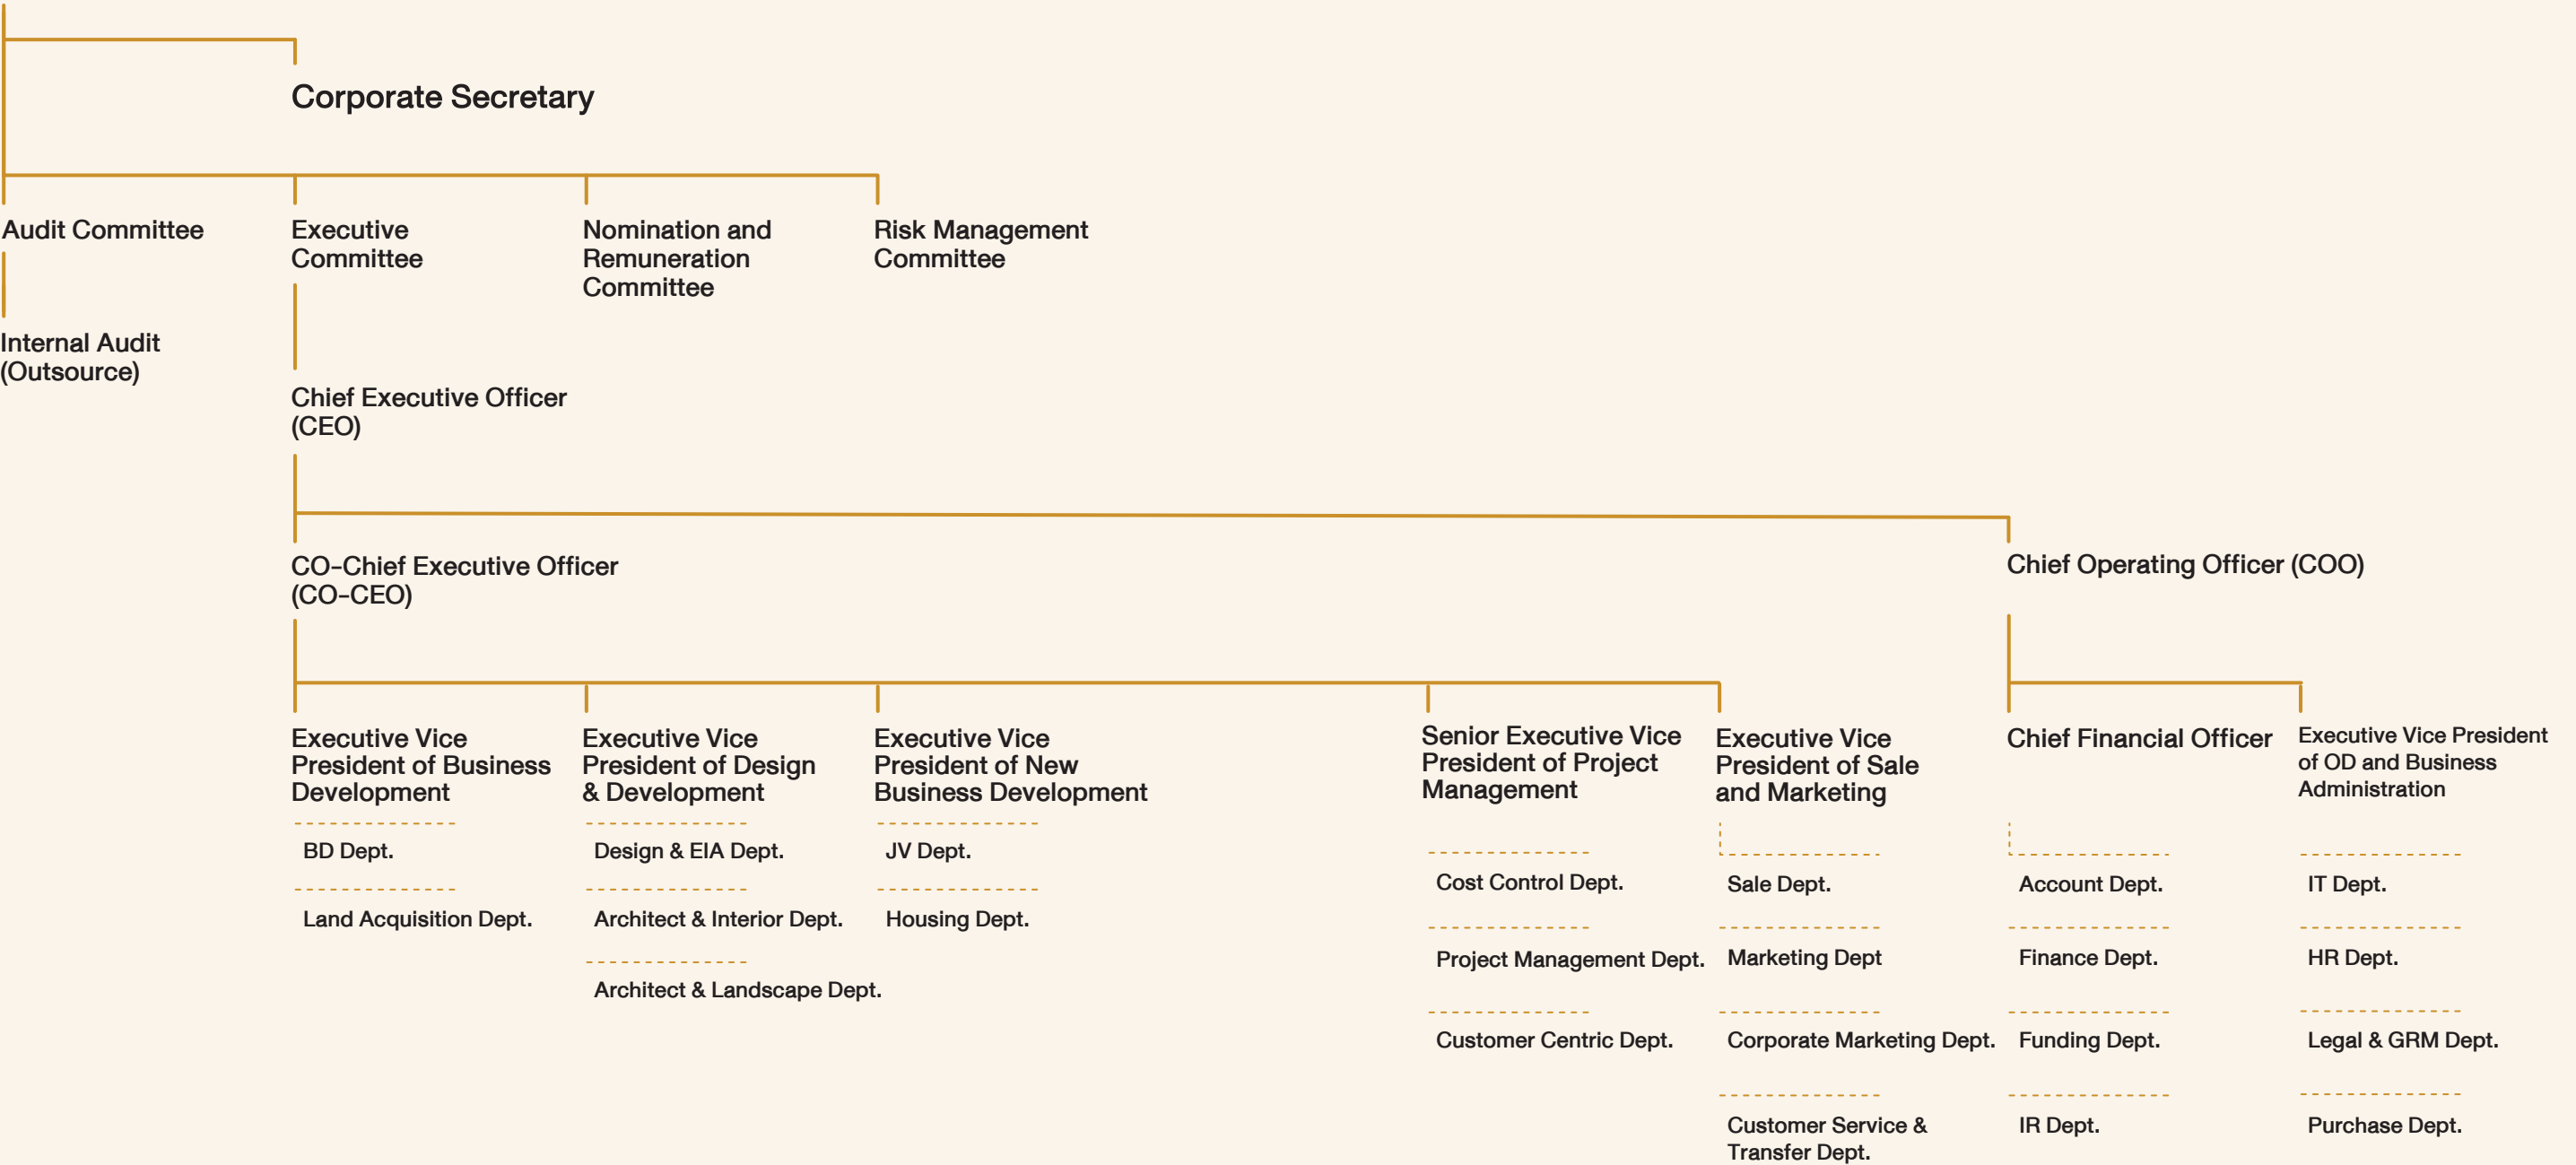 Corporate Secretary
Audit Committee
Executive
Committee
Nomination and
Remuneration
Committee
Risk Management
Committee
Internal Audit
(Outsource)
Chief Executive Officer
(CEO)
CO-Chief Executive Officer
(CO-CEO)
Chief Operating Officer (COO)
Executive Vice
President of Business
Development
BD Dept.
Land Acquisition Dept.
Executive Vice
President of Design
& Development
Design & EIA Dept.
Architect & Interior Dept.
Architect & Landscape Dept.
Executive Vice
President of New
Business Development
JV Dept.
Housing Dept.
Senior Executive Vice
President of Project
Management
Cost Control Dept.
Project Management Dept.
Customer Centric Dept.
Executive Vice
President of Sale
and Marketing
Sale Dept.
Marketing Dept
Corporate Marketing Dept.
Customer Service &
Transfer Dept.
Chief Financial Officer
Account Dept.
Finance Dept.
Funding Dept.
IR Dept.
Executive Vice President
of OD and Business
Administration
IT Dept.
HR Dept.
Legal & GRM Dept.
Purchase Dept.